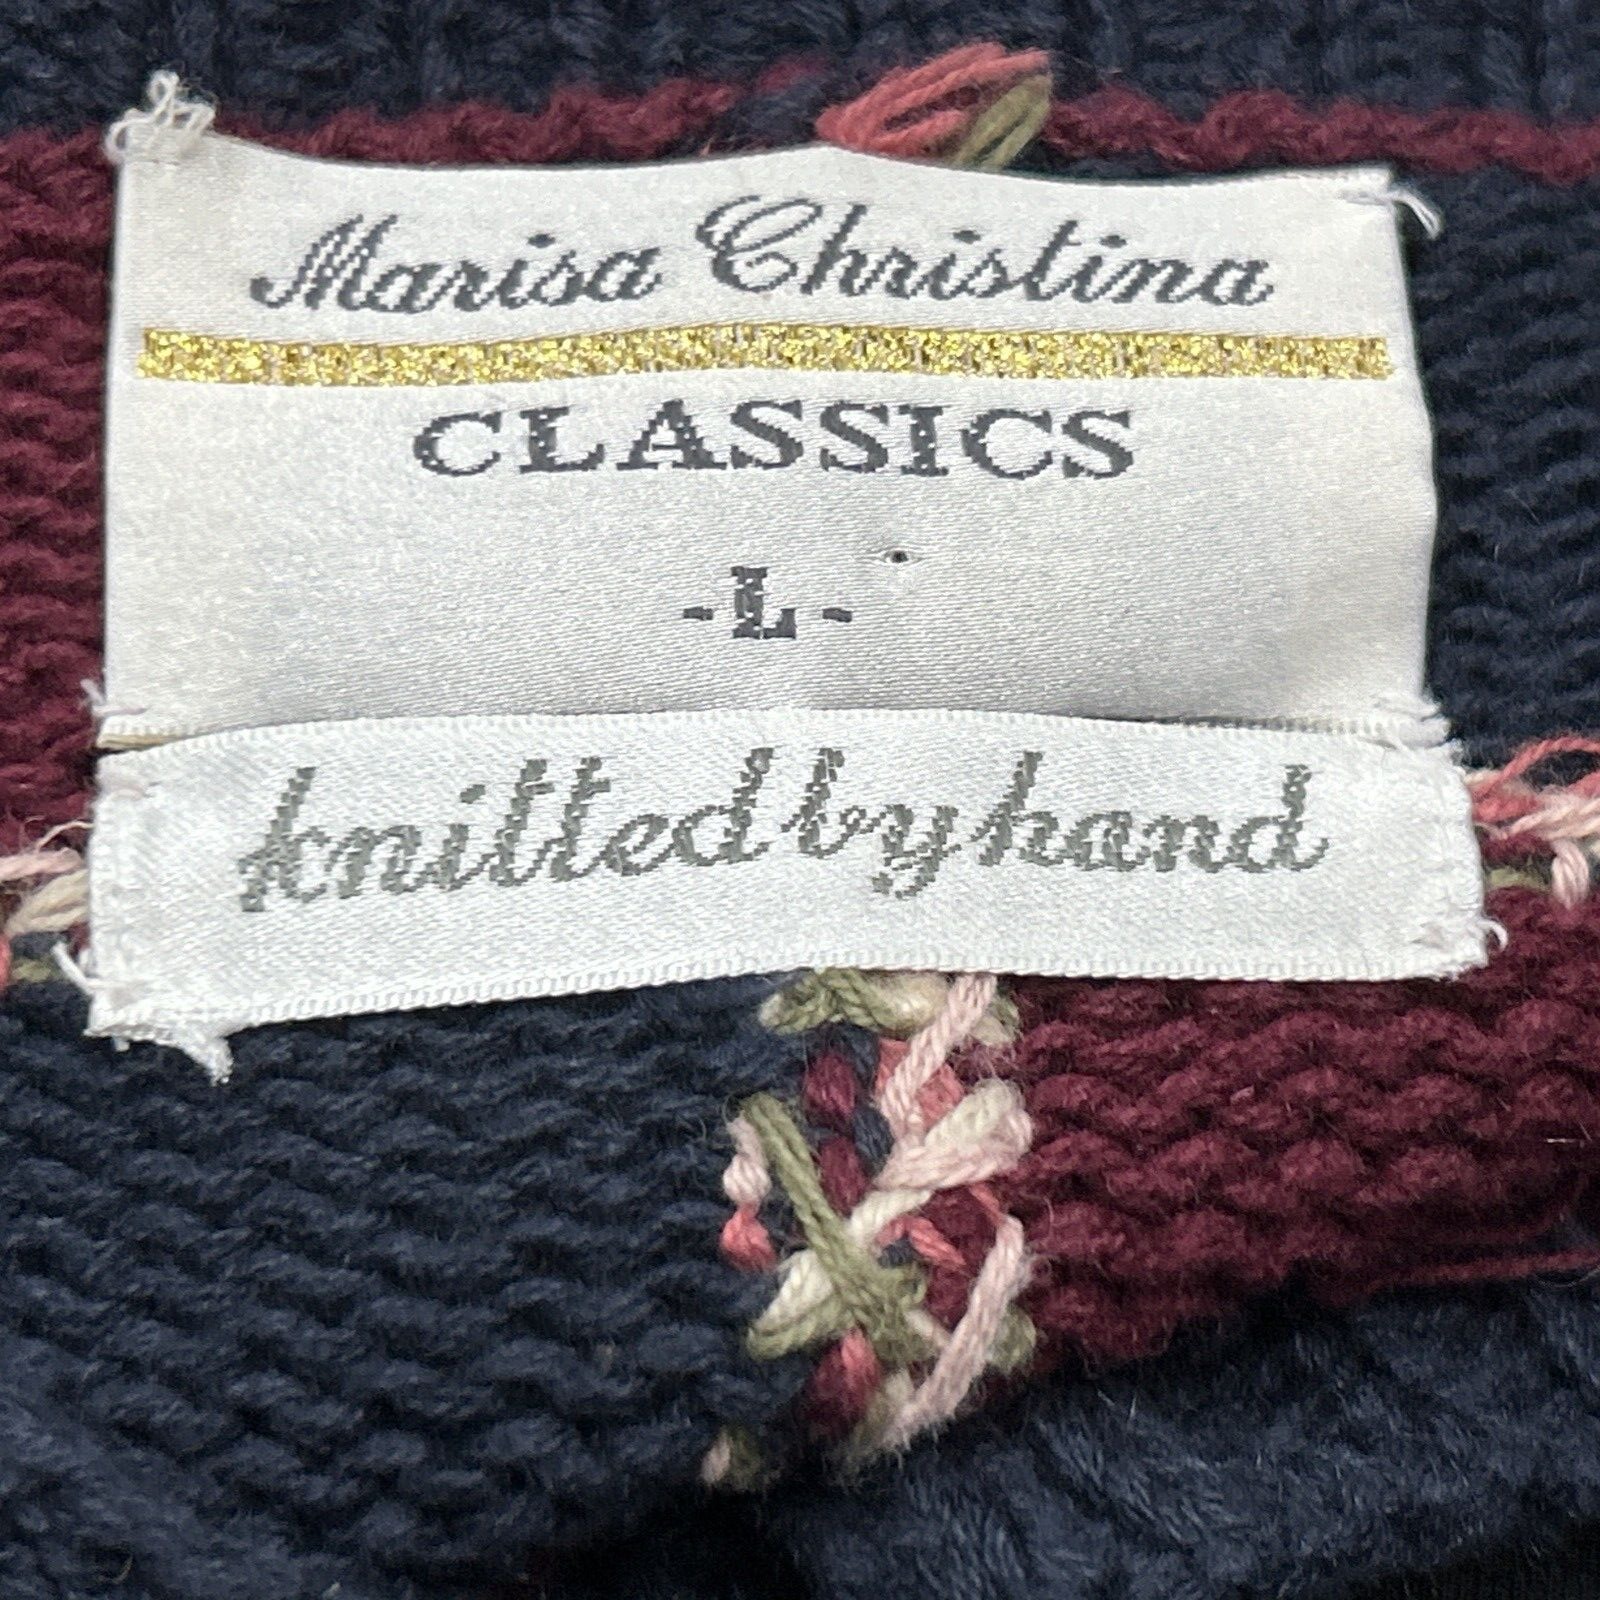 Marisa Christina
CLASSICS
-L-
knitted by hand